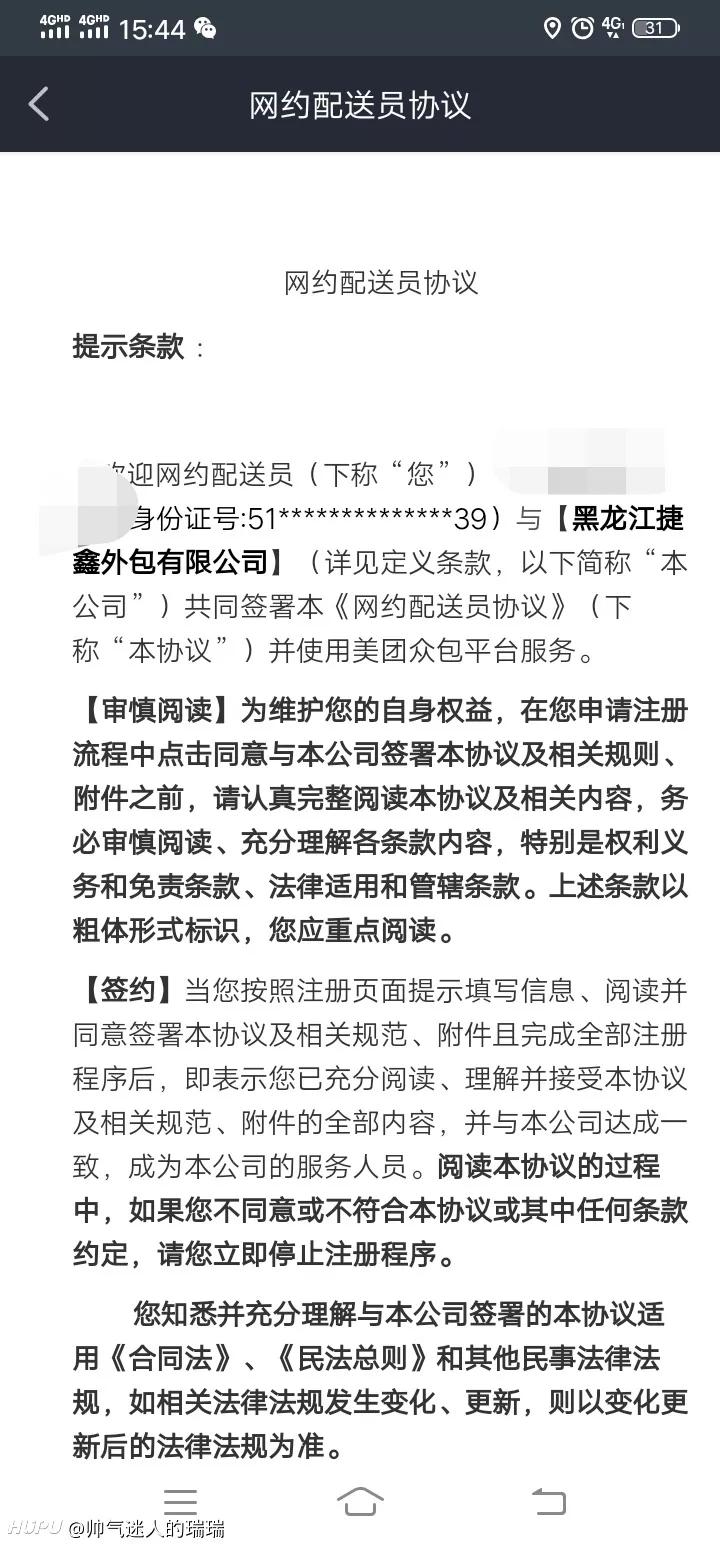 4GHD 4GHD 15:44 4G 31
网约配送员协议
网约配送员协议
提示条款：
迎网约配送员（下称“您”）
身份证号:51**************39）与【黑龙江捷
鑫外包有限公司】（详见定义条款，以下简称“本
公司”）共同签署本《网约配送员协议》（下
称“本协议”）并使用美团众包平台服务。
【审慎阅读】为维护您的自身权益，在您申请注册
流程中点击同意与本公司签署本协议及相关规则、
附件之前，请认真完整阅读本协议及相关内容，务
必审慎阅读、充分理解各条款内容，特别是权利义
务和免责条款、法律适用和管辖条款。上述条款以
粗体形式标识，您应重点阅读。
【签约】当您按照注册页面提示填写信息、阅读并
同意签署本协议及相关规范、附件且完成全部注册
程序后，即表示您已充分阅读、理解并接受本协议
及相关规范、附件的全部内容，并与本公司达成一
致，成为本公司的服务人员。阅读本协议的过程
中，如果您不同意或不符合本协议或其中任何条款
约定，请您立即停止注册程序。
您知悉并充分理解与本公司签署的本协议适
用《合同法》、《民法总则》和其他民事法律法
规，如相关法律法规发生变化、更新，则以变化更
新后的法律法规为准。
HUPU @帅气迷人的瑞瑞